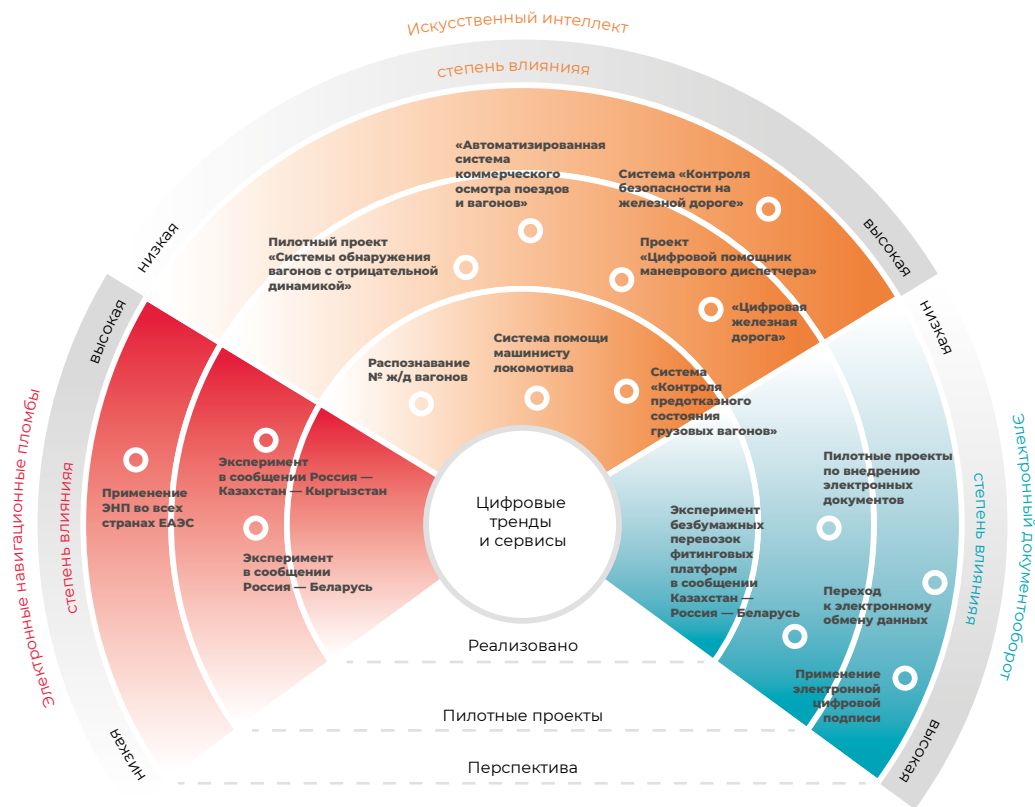 Искусственный интеллект
степень влиянияя
«Автоматизированная
система
коммерческого
осмотра поездов
и вагонов»
Система «Контроля
безопасности на
железной дороге»
Пилотный проект
«Системы обнаружения
вагонов с отрицательной
динамикой»
Проект
«Цифровой помощник
маневрового диспетчера»
«Цифровая
железная
дорога»
Распознавание
№ ж/д вагонов
Система помощи
машинисту
локомотива
Система
«Контроля
предотказного
состояния
грузовых вагонов»
низкая
высокая
Электронные навигационные пломбы
степень влиянияя
высокая
низкая
Применение
ЭНП во всех
странах ЕАЭС
Эксперимент
в сообщении Россия —
Казахстан — Кыргызстан
Эксперимент
в сообщении
Россия — Беларусь
Цифровые
тренды
и сервисы
Электронный документооборот
степень влиянияя
низкая
высокая
Пилотные проекты
по внедрению
электронных
документов
Эксперимент
безбумажных
перевозок
фитинговых
платформ
в сообщении
Казахстан —
Россия — Беларусь
Переход
к электронному
обмену данных
Применение
электронной
цифровой
подписи
Реализовано
Пилотные проекты
Перспектива